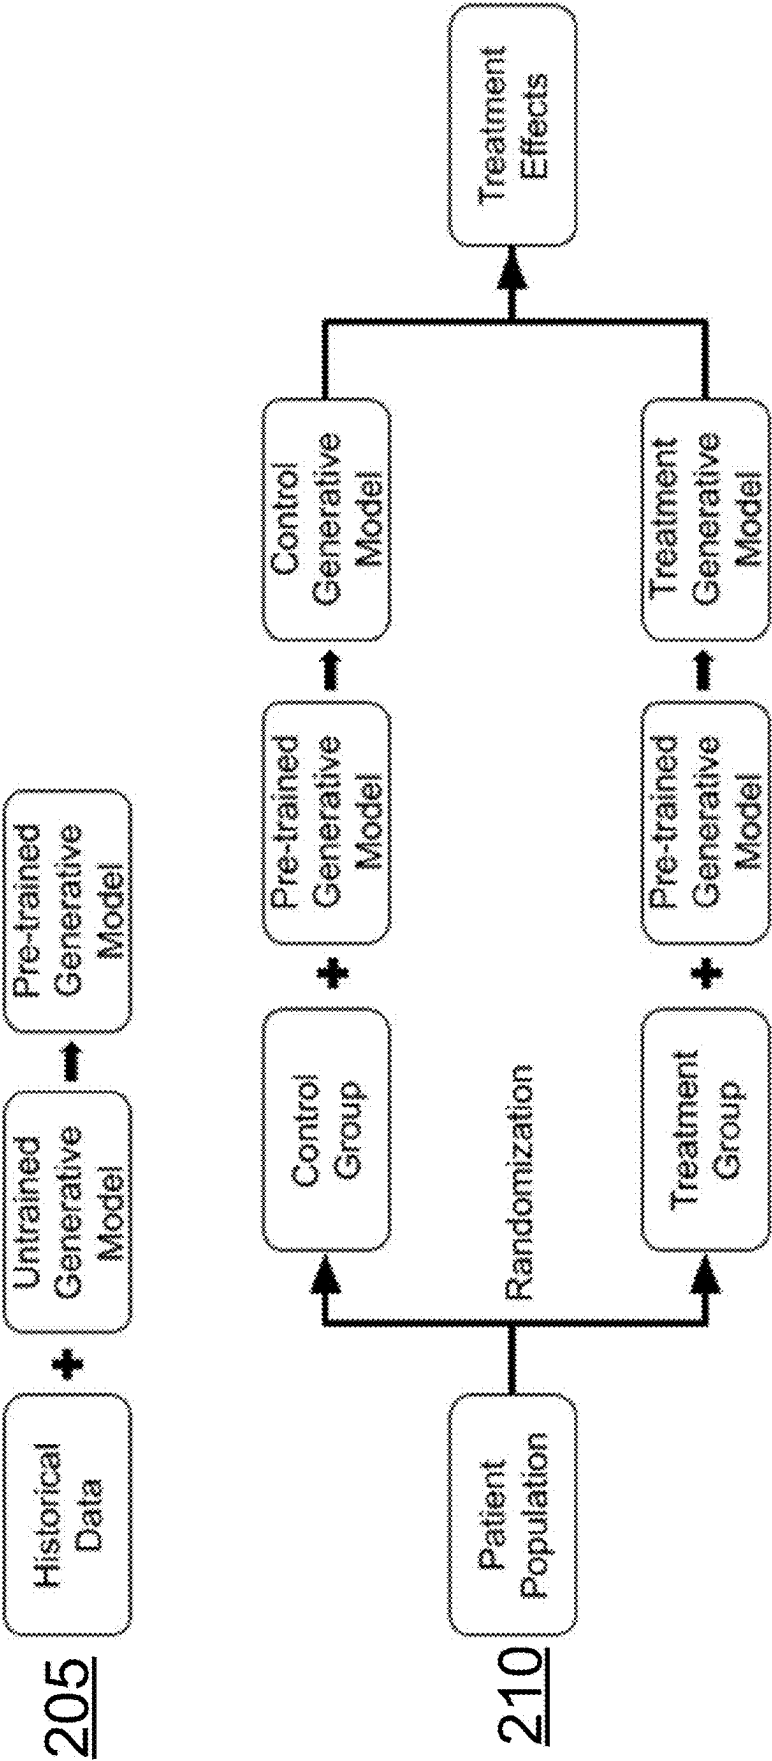 205
Historical
Data
+
Untrained
Generative
Model
Pre-trained
Generative
Model
210
Patient
Population
Randomization
Control
Group
+
Pre-trained
Generative
Model
Control
Generative
Model
Treatment
Group
+
Pre-trained
Generative
Model
Treatment
Generative
Model
Treatment
Effects